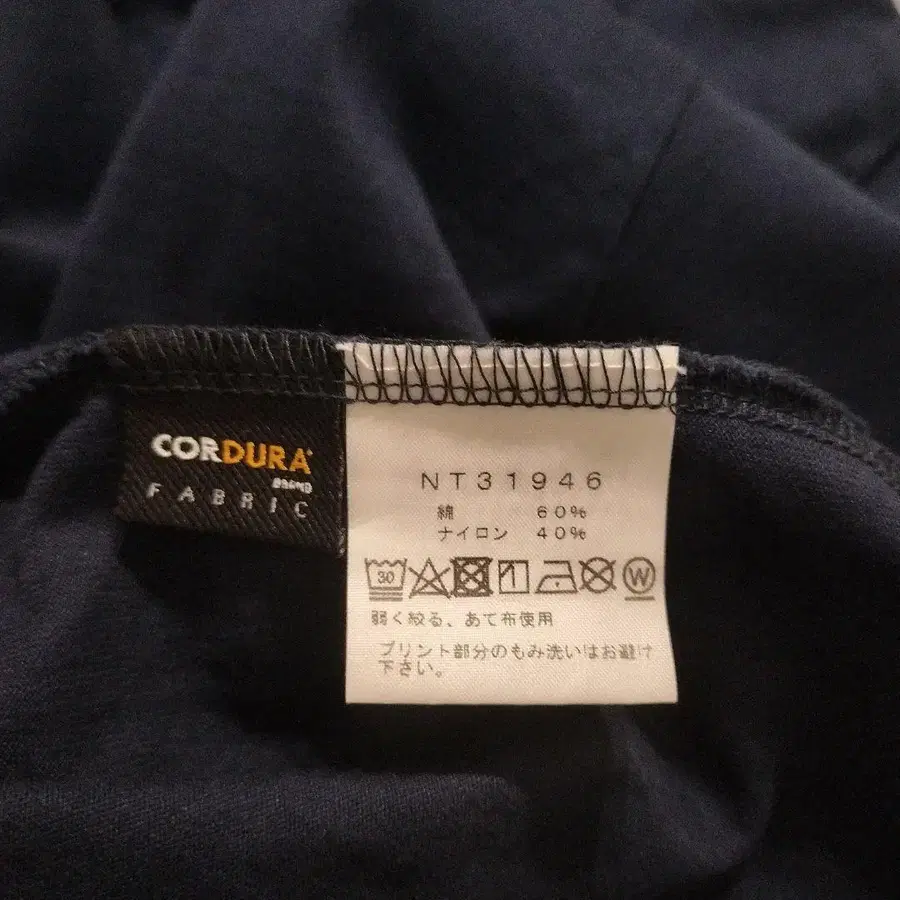 CORDURA
BRAND
FABRIC
NT31946
綿 60%
ナイロン 40%
30
W
弱く絞る、あて布使用
プリント部分のもみ洗いはお避け
下さい。